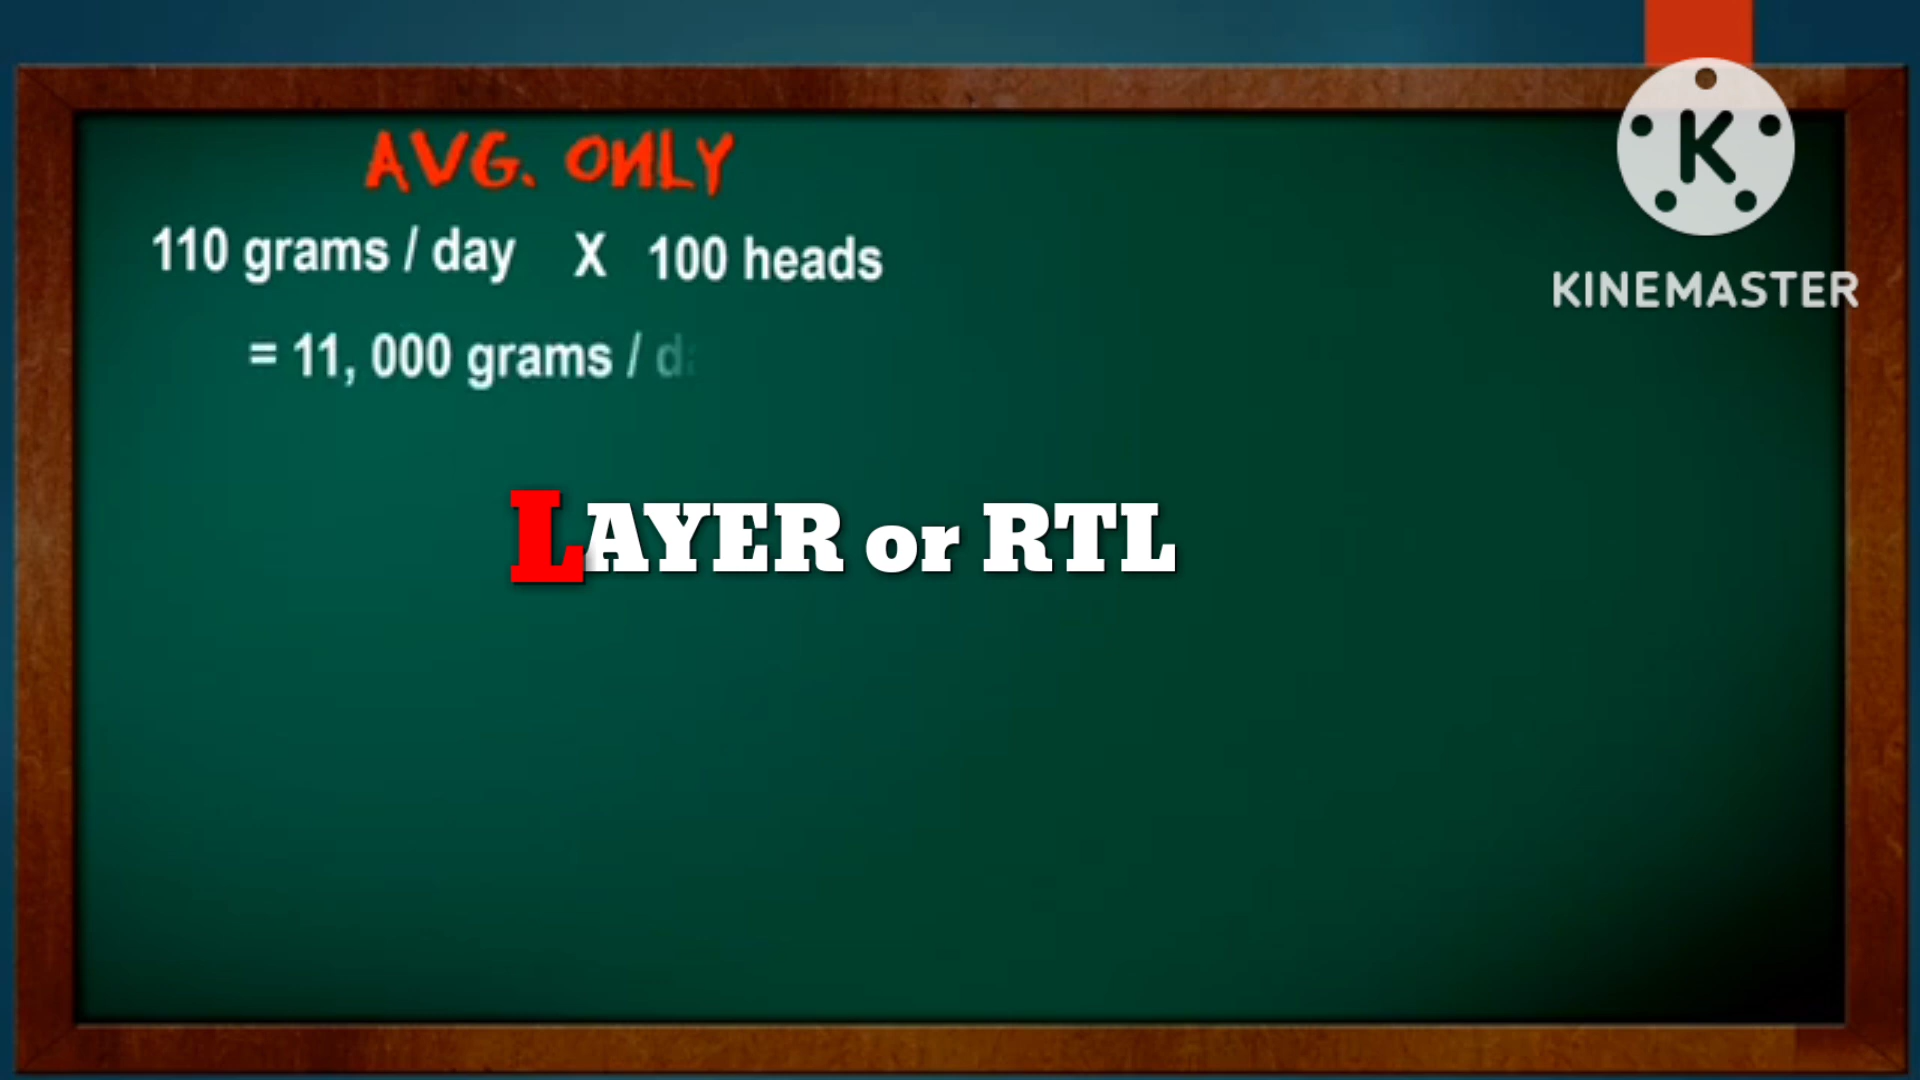 AVG. ONLY
110 grams / day X 100 heads
= 11, 000 grams /
LAYER or RTL
K
KINEMASTER